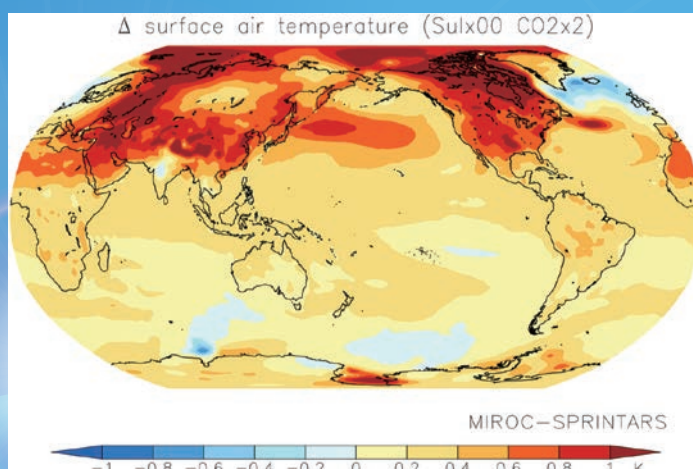 Δ surface air temperature (Sulx00 CO2x2)
MIROC−SPRINTARS
−1 −0.8 −0.6 −0.4 −0.2 0 0.2 0.4 0.6 0.8 1 K